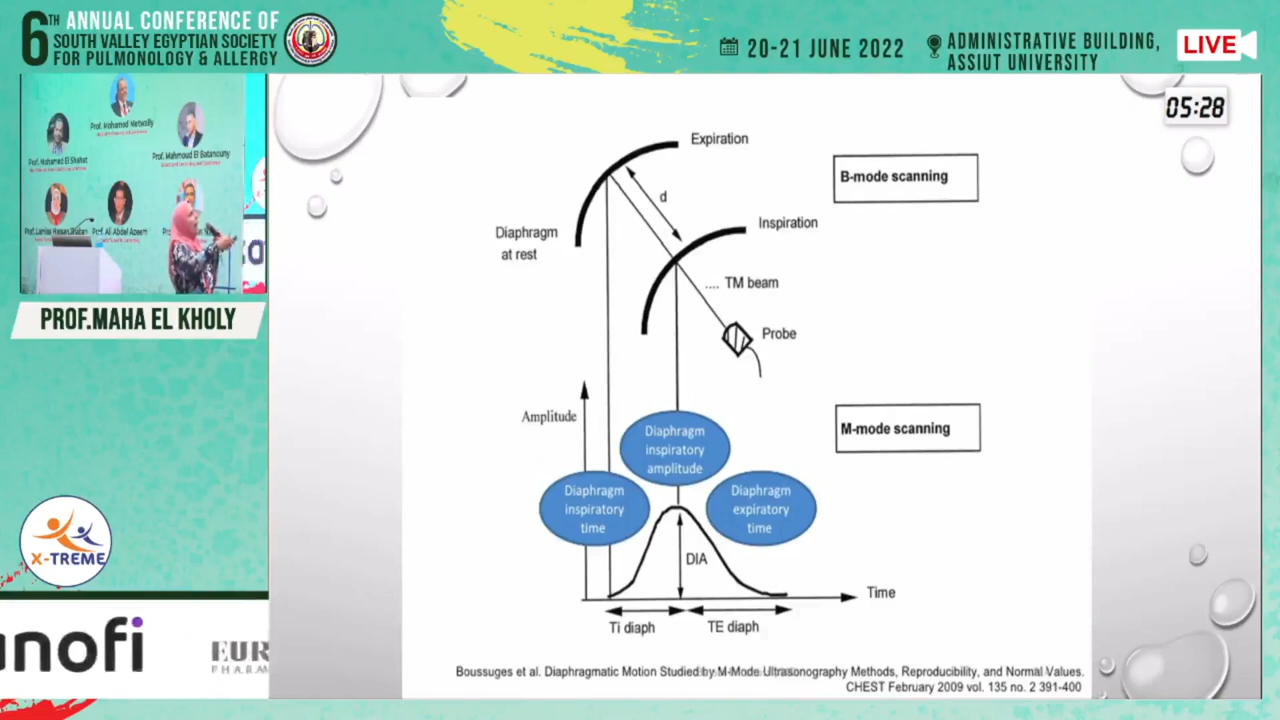 6TH ANNUAL CONFERENCE OF
SOUTH VALLEY EGYPTIAN SOCIETY
FOR PULMONOLOGY & ALLERGY
20-21 JUNE 2022
ADMINISTRATIVE BUILDING,
ASSIUT UNIVERSITY
LIVE
05:28
Prof. Mohamed Metwally
Prof. Mohamed El Shahat
Prof. Mahmoud El Batanouny
Prof. Ali Abdel Azeem
PROF.MAHA EL KHOLY
X-TREME
nofi
EUR
Expiration
B-mode scanning
d
Diaphragm
at rest
Inspiration
.... TM beam
Probe
Amplitude
M-mode scanning
Diaphragm
inspiratory
amplitude
Diaphragm
inspiratory
time
Diaphragm
expiratory
time
DIA
Time
Ti diaph
TE diaph
Boussuges et al. Diaphragmatic Motion Studied by M-Mode Ultrasonography Methods, Reproducibility, and Normal Values.
CHEST February 2009 vol. 135 no. 2 391-400